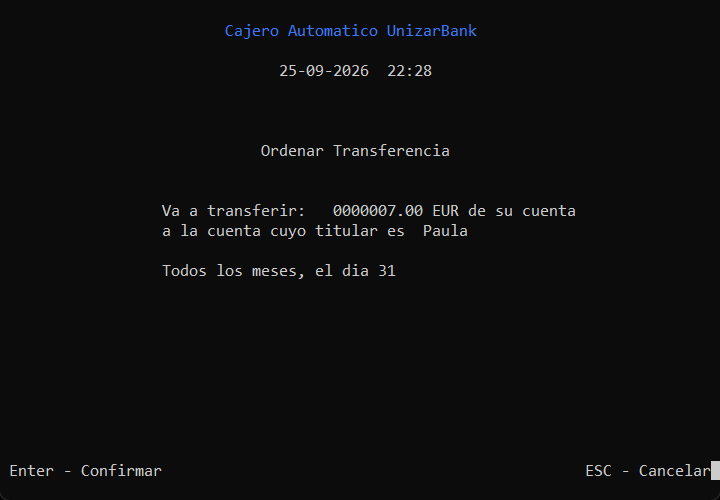 Cajero Automatico UnizarBank
25-09-2026  22:28
Ordenar Transferencia
Va a transferir:   0000007.00 EUR de su cuenta
a la cuenta cuyo titular es  Paula
Todos los meses, el dia 31
Enter - Confirmar
ESC - Cancelar